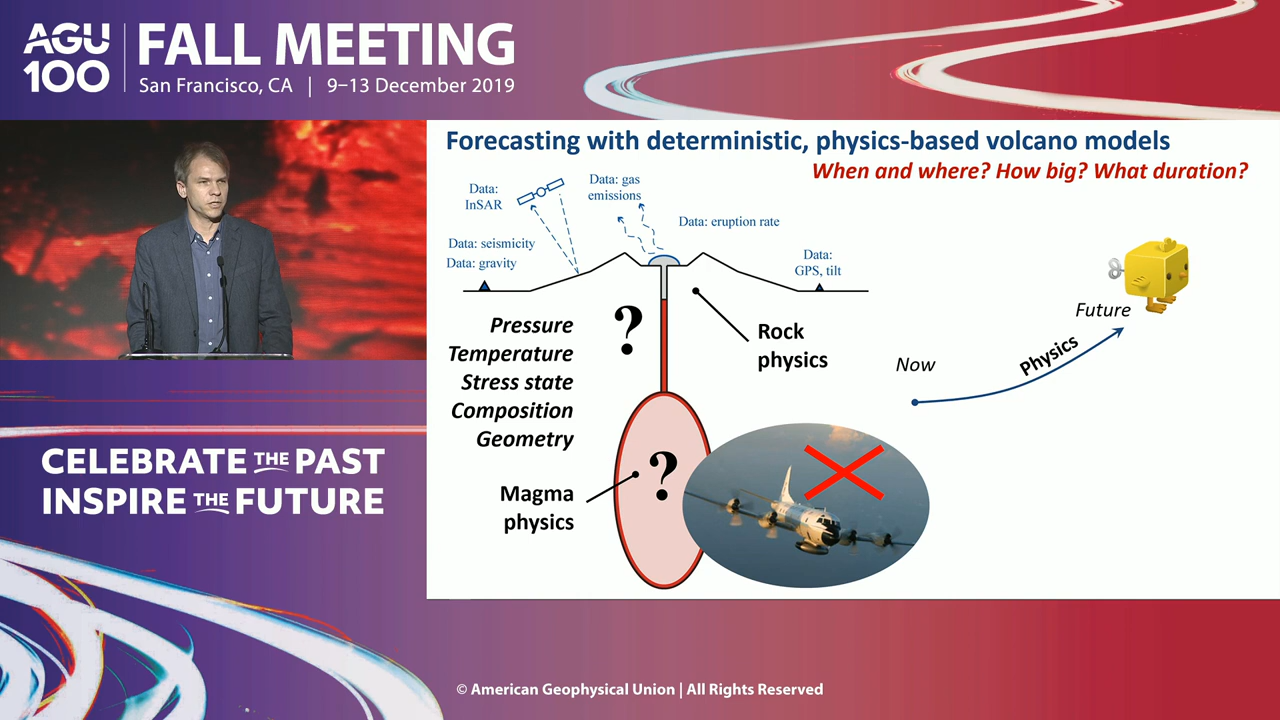 AGU
100
FALL MEETING
San Francisco, CA | 9–13 December 2019
Forecasting with deterministic, physics-based volcano models
When and where? How big? What duration?
Data:
InSAR
Data: gas
emissions
Data: eruption rate
Data: seismicity
Data: gravity
Data:
GPS, tilt
Pressure
Temperature
Stress state
Composition
Geometry
?
Rock
physics
Future
Now
Physics
Magma
physics
?
CELEBRATE THE PAST
INSPIRE THE FUTURE
© American Geophysical Union | All Rights Reserved